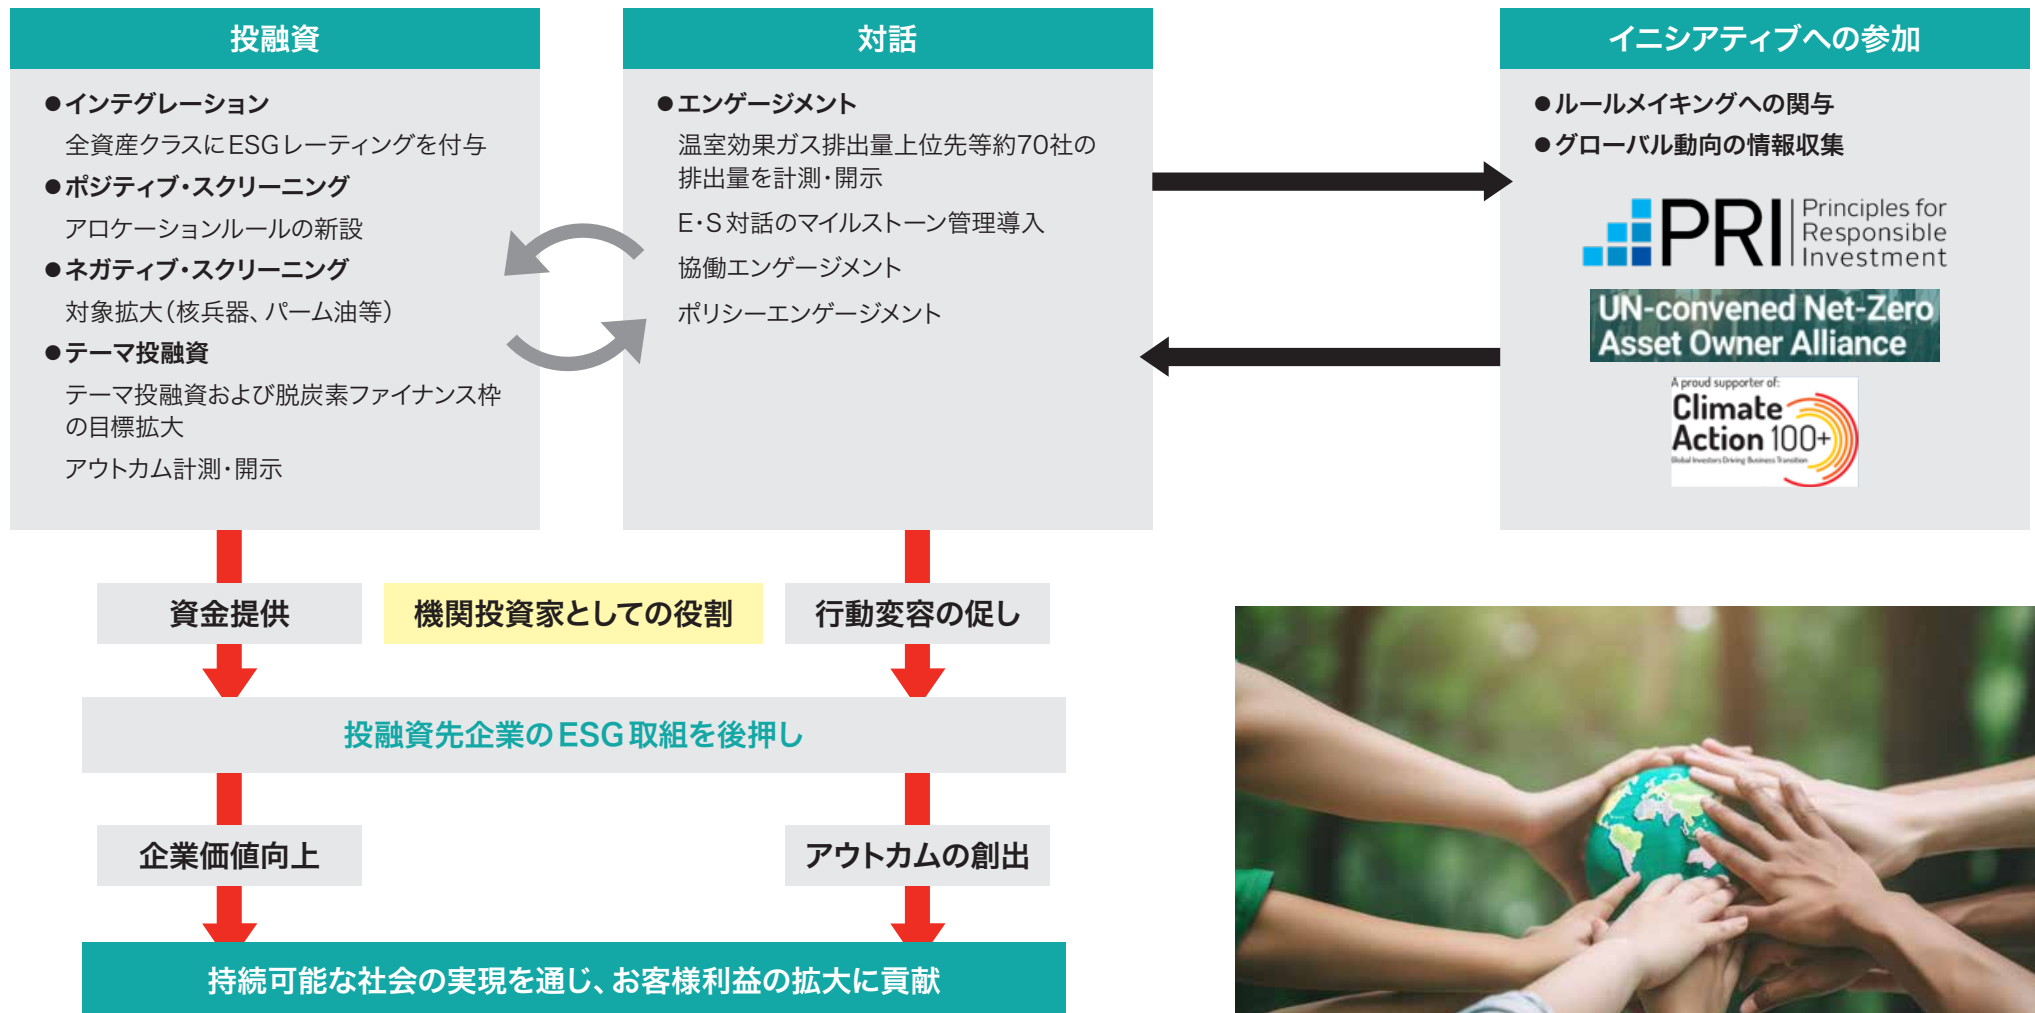 投融資
●インテグレーション
全資産クラスにESGレーティングを付与
●ポジティブ・スクリーニング
アロケーションルールの新設
●ネガティブ・スクリーニング
対象拡大（核兵器、パーム油等）
●テーマ投融資
テーマ投融資および脱炭素ファイナンス枠
の目標拡大
アウトカム計測・開示
対話
●エンゲージメント
温室効果ガス排出量上位先等約70社の
排出量を計測・開示
E・S対話のマイルストーン管理導入
協働エンゲージメント
ポリシーエンゲージメント
イニシアティブへの参加
●ルールメイキングへの関与
●グローバル動向の情報収集
PRI
Principles for
Responsible
Investment
UN-convened Net-Zero
Asset Owner Alliance
A proud supporter of:
Climate
Action 100+
Global Investors Driving Business Transition
資金提供
機関投資家としての役割
行動変容の促し
投融資先企業のESG取組を後押し
企業価値向上
アウトカムの創出
持続可能な社会の実現を通じ、お客様利益の拡大に貢献